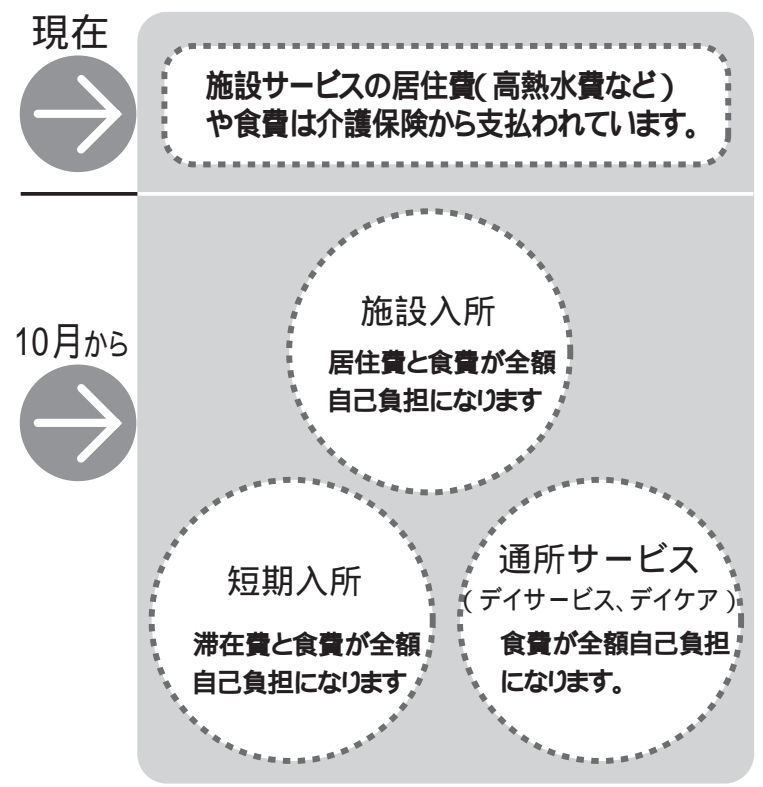 現在
施設サービスの居住費(高熱水費など)
や食費は介護保険から支払われています。
10月から
施設入所
居住費と食費が全額
自己負担になります
短期入所
滞在費と食費が全額
自己負担になります
通所サービス
(デイサービス、デイケア)
食費が全額自己負担
になります。